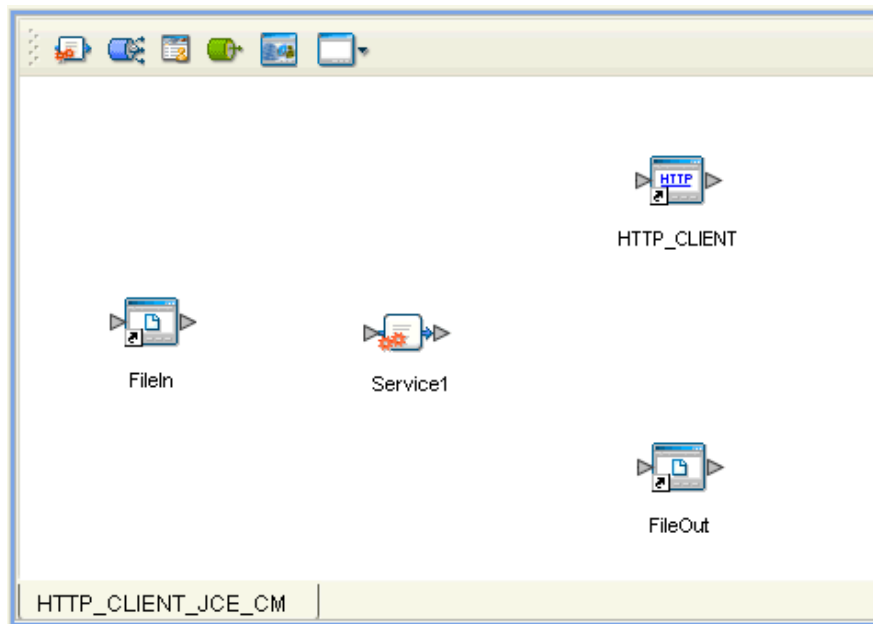 HTTP
HTTP_CLIENT
FileIn
Service1
FileOut
HTTP_CLIENT_JCE_CM